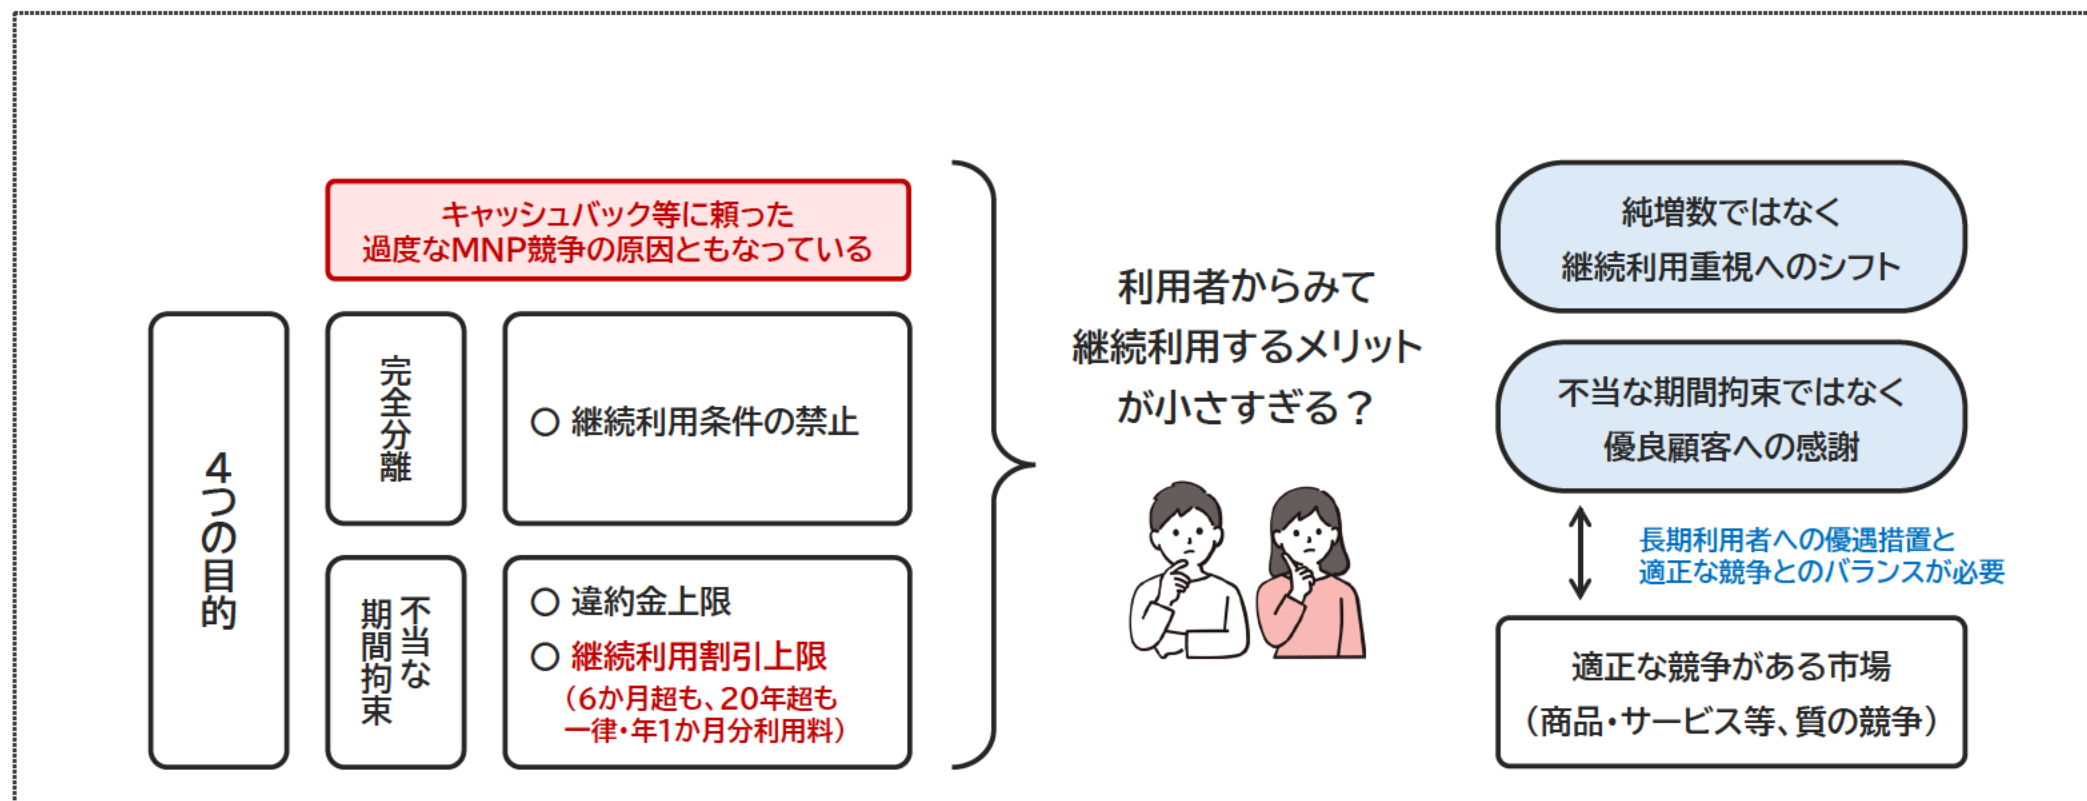 キャッシュバック等に頼った
過度なMNP競争の原因ともなっている
4つの目的
完全分離
○ 継続利用条件の禁止
不当な
期間拘束
○ 違約金上限
○ 継続利用割引上限
（6か月超も、20年超も
一律・年1か月分利用料）
利用者からみて
継続利用するメリット
が小さすぎる？
純増数ではなく
継続利用重視へのシフト
不当な期間拘束ではなく
優良顧客への感謝
長期利用者への優遇措置と
適正な競争とのバランスが必要
適正な競争がある市場
（商品・サービス等、質の競争）